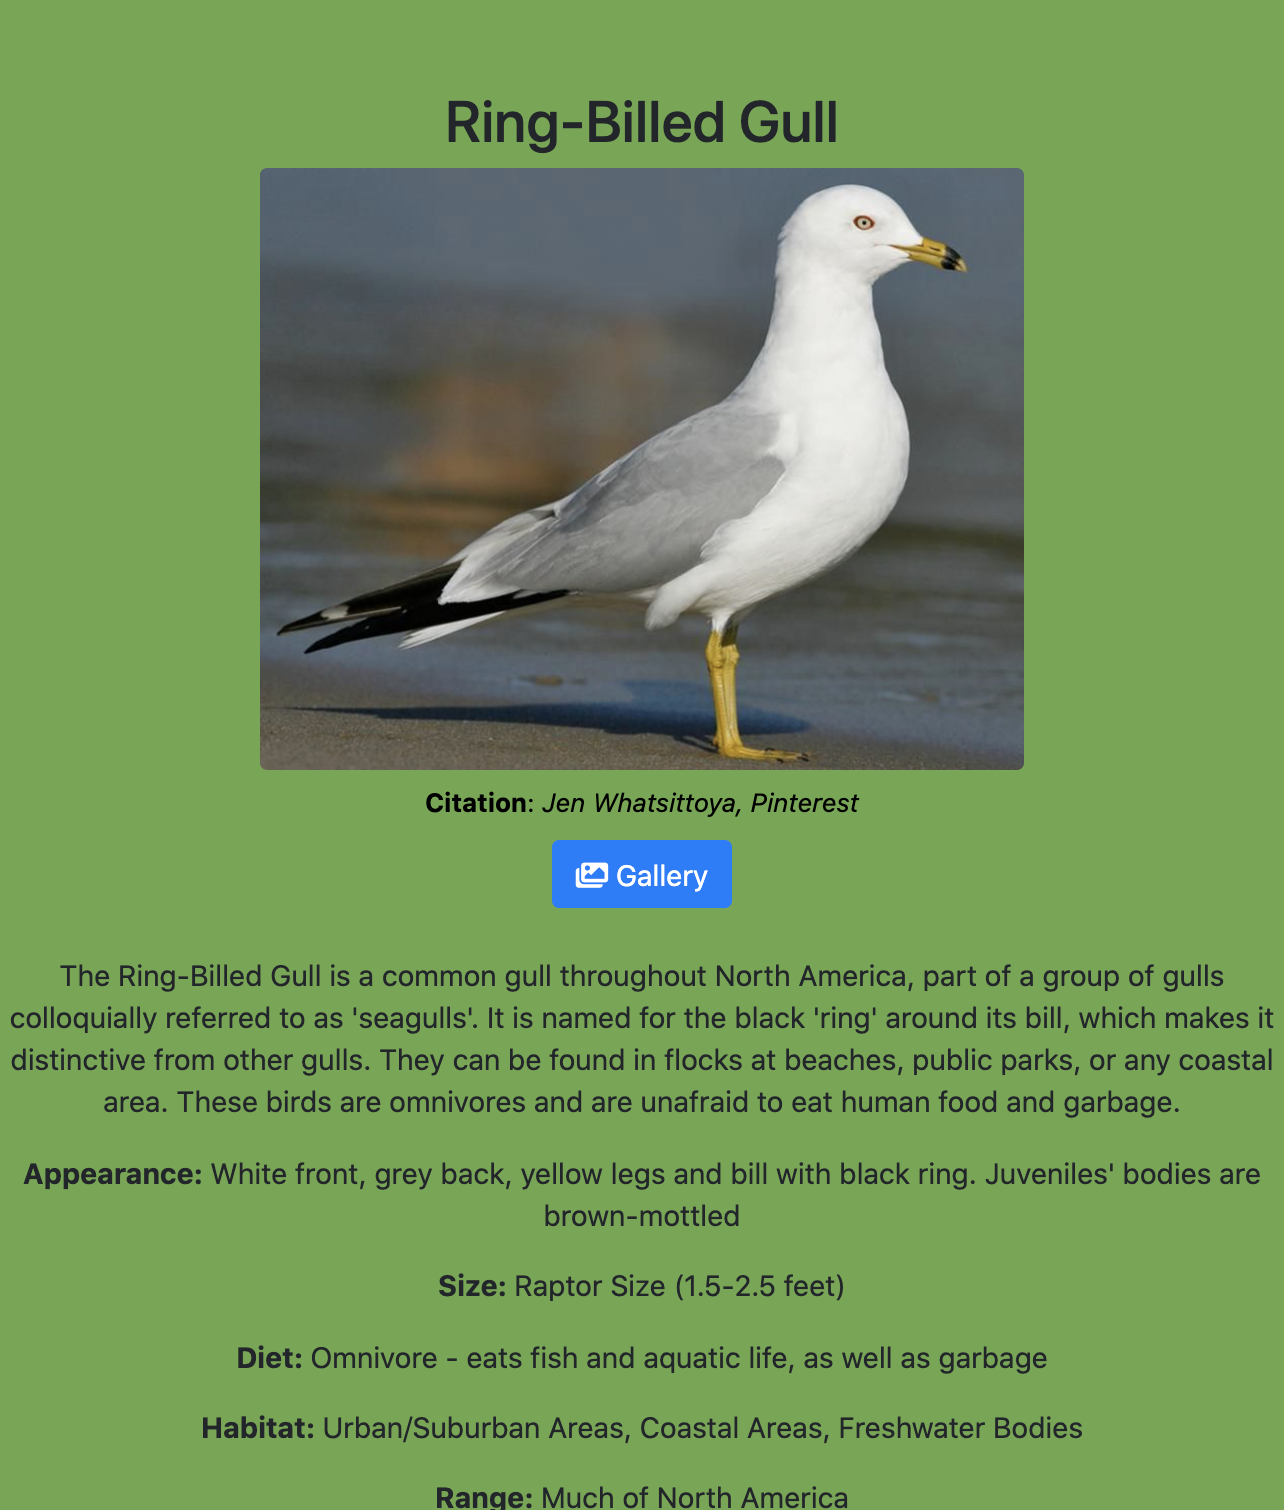 Ring-Billed Gull
Citation: Jen Whatsittoya, Pinterest
Gallery
The Ring-Billed Gull is a common gull throughout North America, part of a group of gulls
colloquially referred to as 'seagulls'. It is named for the black 'ring' around its bill, which makes it
distinctive from other gulls. They can be found in flocks at beaches, public parks, or any coastal
area. These birds are omnivores and are unafraid to eat human food and garbage.
Appearance: White front, grey back, yellow legs and bill with black ring. Juveniles' bodies are
brown-mottled
Size: Raptor Size (1.5-2.5 feet)
Diet: Omnivore - eats fish and aquatic life, as well as garbage
Habitat: Urban/Suburban Areas, Coastal Areas, Freshwater Bodies
Range: Much of North America